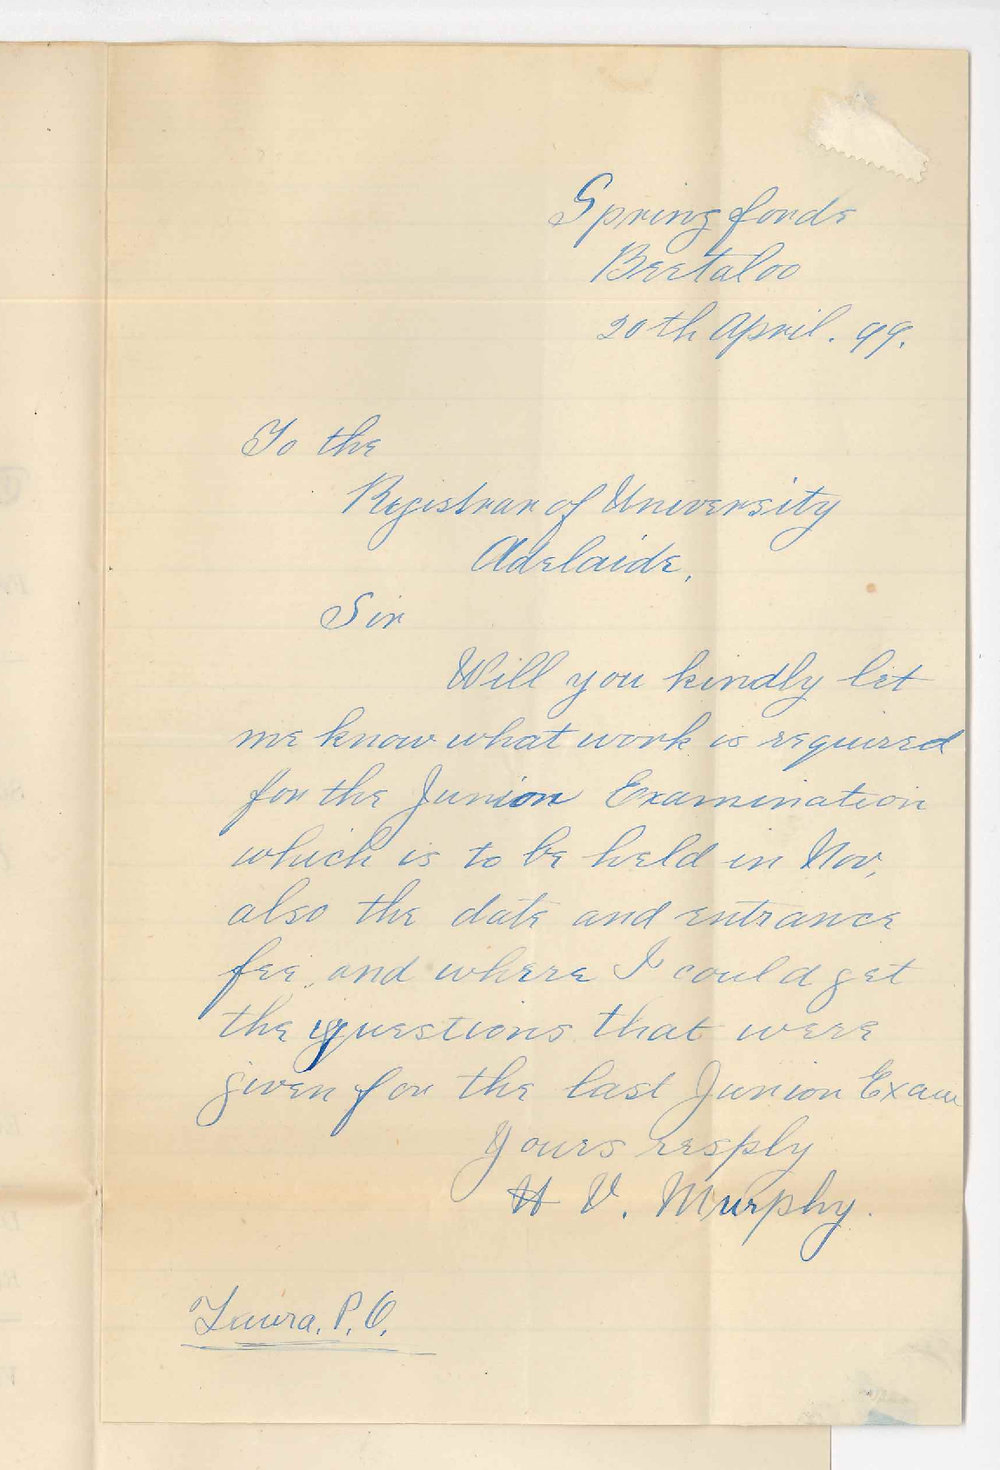 Springfords
Beetaloo
20th April. 99.
To the
Registrar of University
Adelaide,
Sir
Will you kindly let
me know what work is required
for the Junior Examination
which is to be held in Nov,
also the date and entrance
fee, and where I could get
the questions that were
given for the last Junior Exam
Yours resply
H V. Murphy.
Laura. P. O.